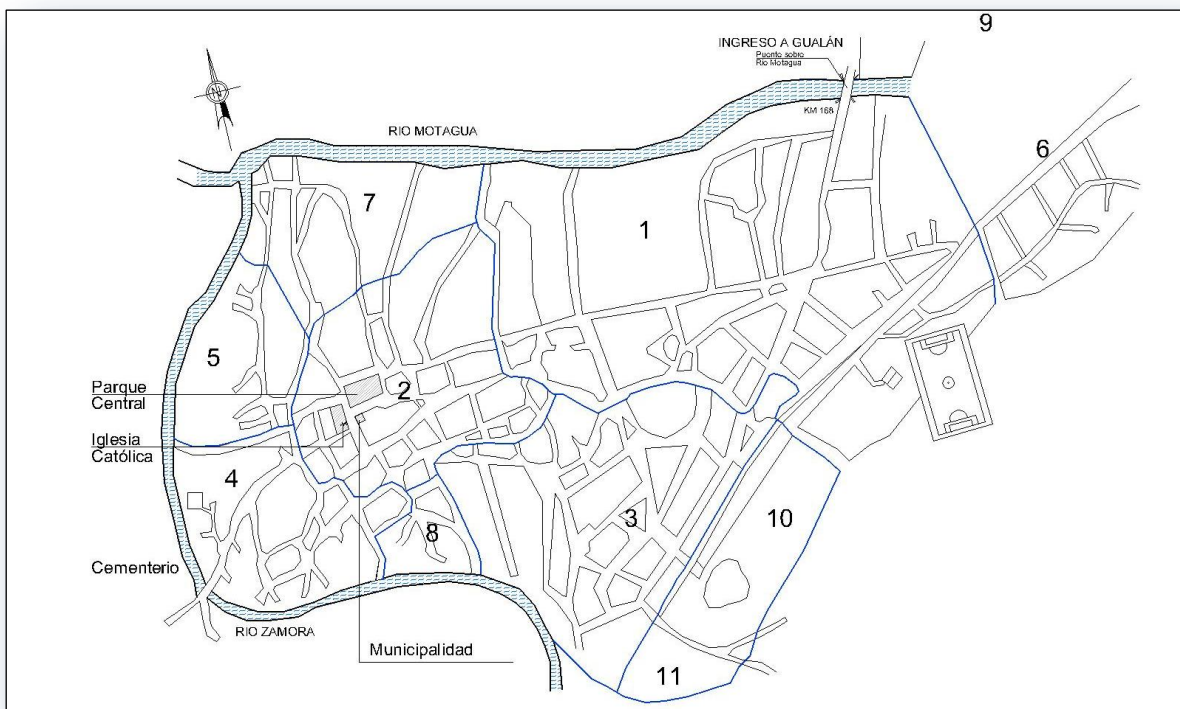 9
INGRESO A GUALÁN
Puente sobre
Rio Motagua
N
KM 168
RIO MOTAGUA
6
7
1
5
Parque
Central
2
Iglesia
Católica
4
3
10
8
Cementerio
RIO ZAMORA
Municipalidad
11